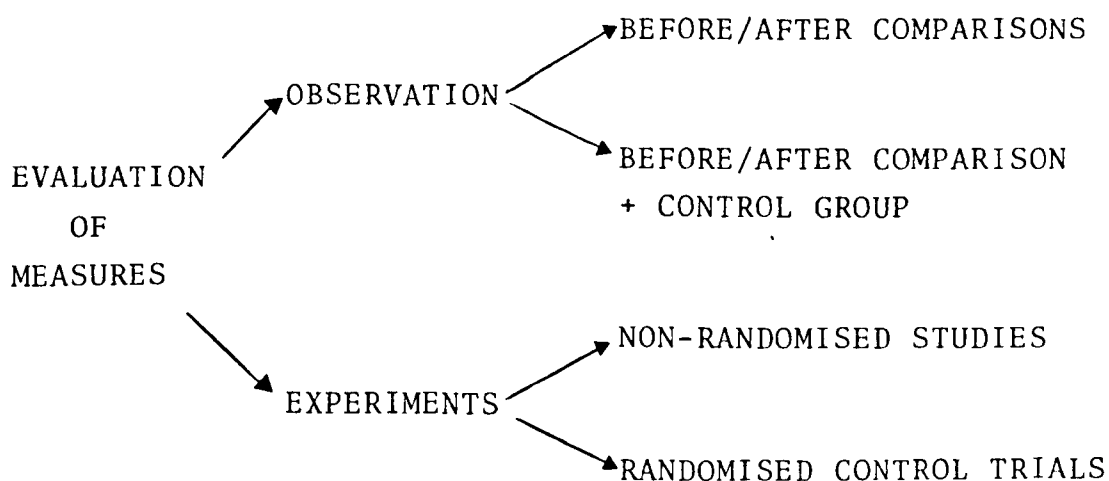 BEFORE/AFTER COMPARISONS
OBSERVATION
BEFORE/AFTER COMPARISON
+ CONTROL GROUP
EVALUATION
OF
MEASURES
NON-RANDOMISED STUDIES
EXPERIMENTS
RANDOMISED CONTROL TRIALS